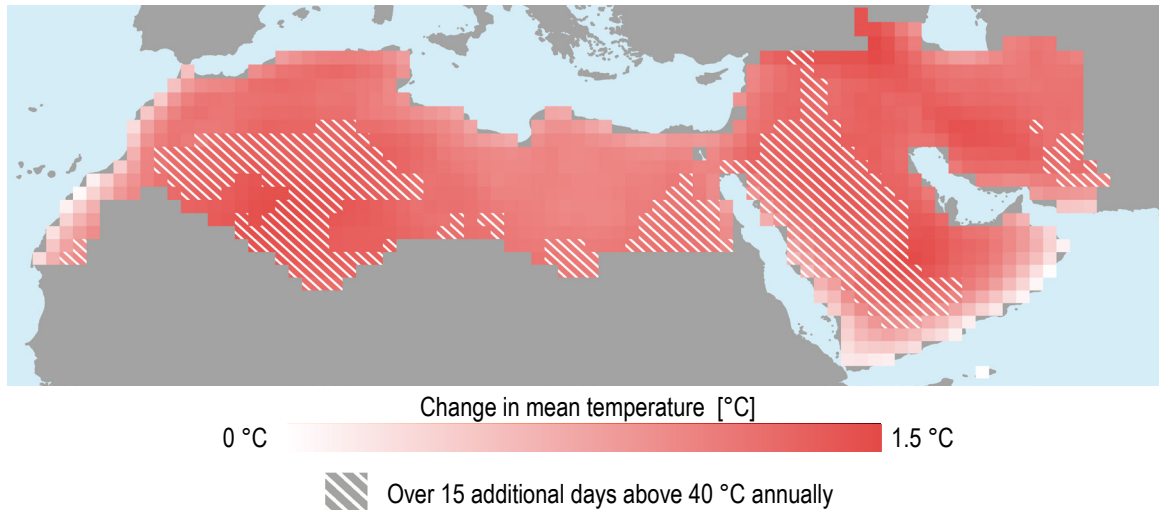 Change in mean temperature [°C]
0 °C
1.5 °C
Over 15 additional days above 40 °C annually